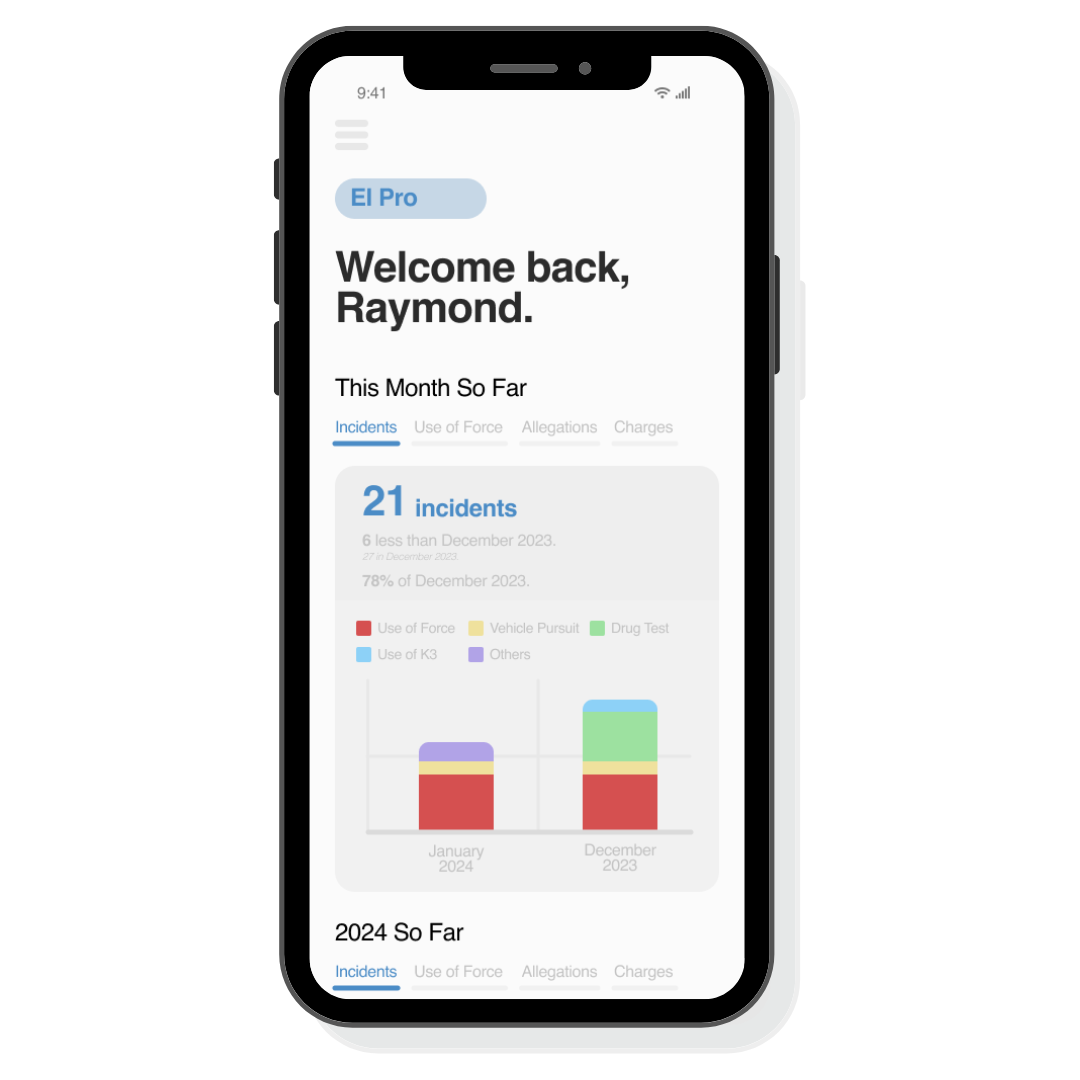 9:41
EI Pro
Welcome back,
Raymond.
This Month So Far
Incidents Use of Force Allegations Charges
21 incidents
6 less than December 2023.
27 in December 2023.
78% of December 2023.
Use of Force Vehicle Pursuit Drug Test
Use of K3 Others
January
2024
December
2023
2024 So Far
Incidents Use of Force Allegations Charges